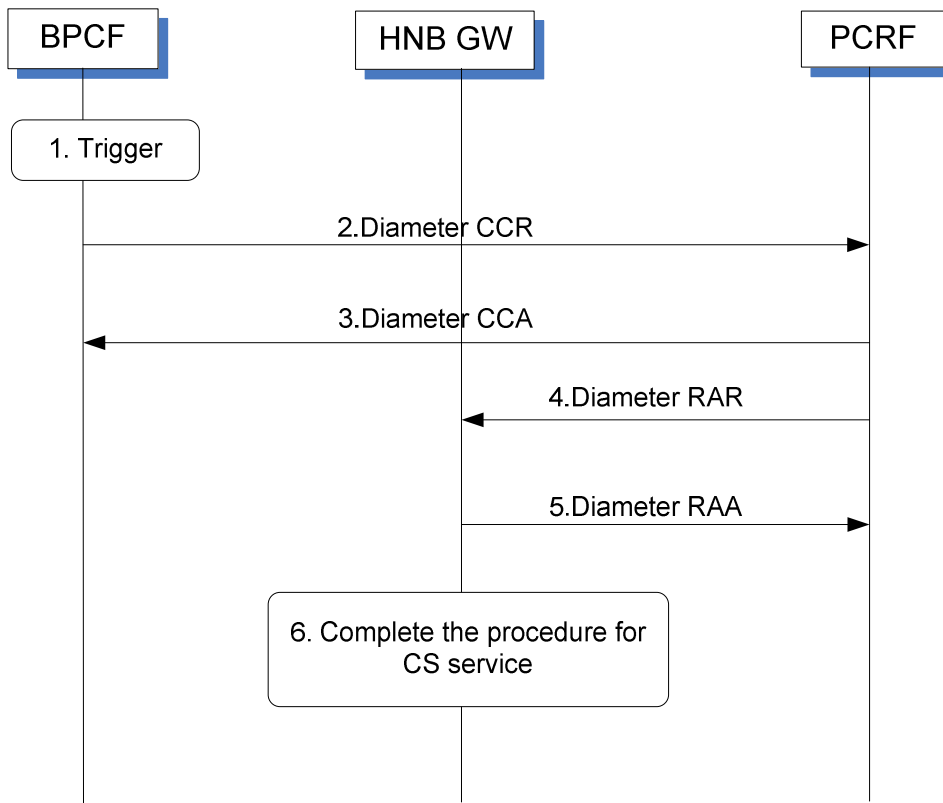 BPCF
HNB GW
PCRF
1. Trigger
2.Diameter CCR
3.Diameter CCA
4.Diameter RAR
5.Diameter RAA
6. Complete the procedure for
CS service